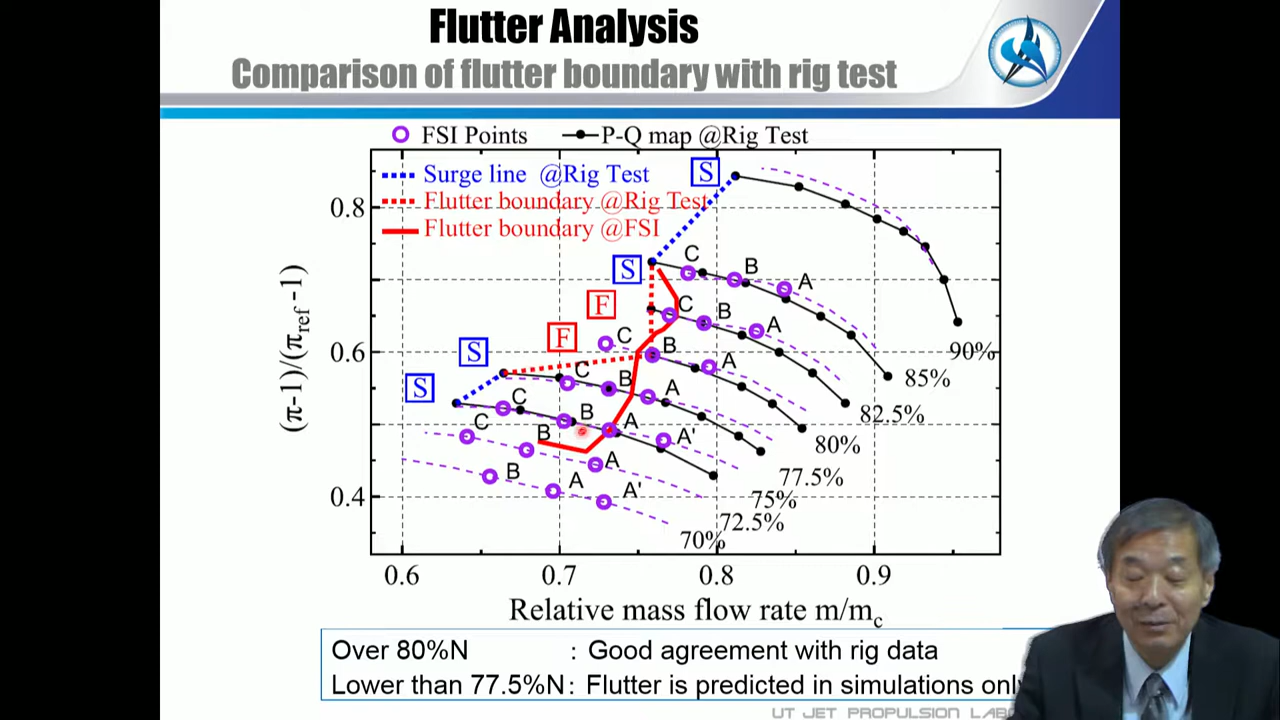 Flutter Analysis
Comparison of flutter boundary with rig test
FSI Points P-Q map @Rig Test
Surge line @Rig Test
Flutter boundary @Rig Test
Flutter boundary @FSI
S
S
F
F
S
S
C B A
C B A
C B A
C B A
C B A A'
C B A
B A A'
90%
85%
82.5%
80%
77.5%
75%
72.5%
70%
0.8
0.6
0.4
(π-1)/(πref-1)
0.6 0.7 0.8 0.9
Relative mass flow rate m/mc
Over 80%N : Good agreement with rig data
Lower than 77.5%N : Flutter is predicted in simulations only
UT JET PROPULSION LABO